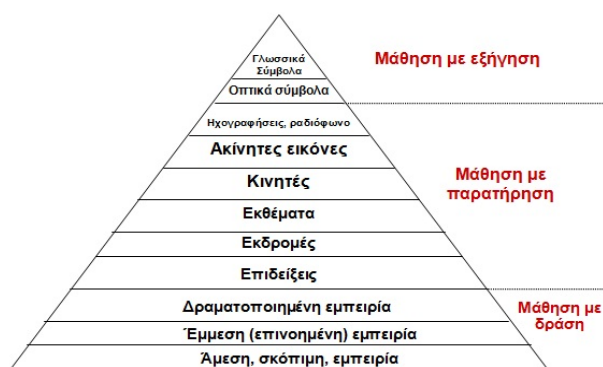 Γλωσσικά
Σύμβολα
Μάθηση με εξήγηση
Οπτικά σύμβολα
Ηχογραφήσεις, ραδιόφωνο
Ακίνητες εικόνες
Μάθηση με
παρατήρηση
Κινητές
Εκθέματα
Εκδρομές
Επιδείξεις
Δραματοποιημένη εμπειρία
Μάθηση με
δράση
Έμμεση (επινοημένη) εμπειρία
Άμεση, σκόπιμη, εμπειρία